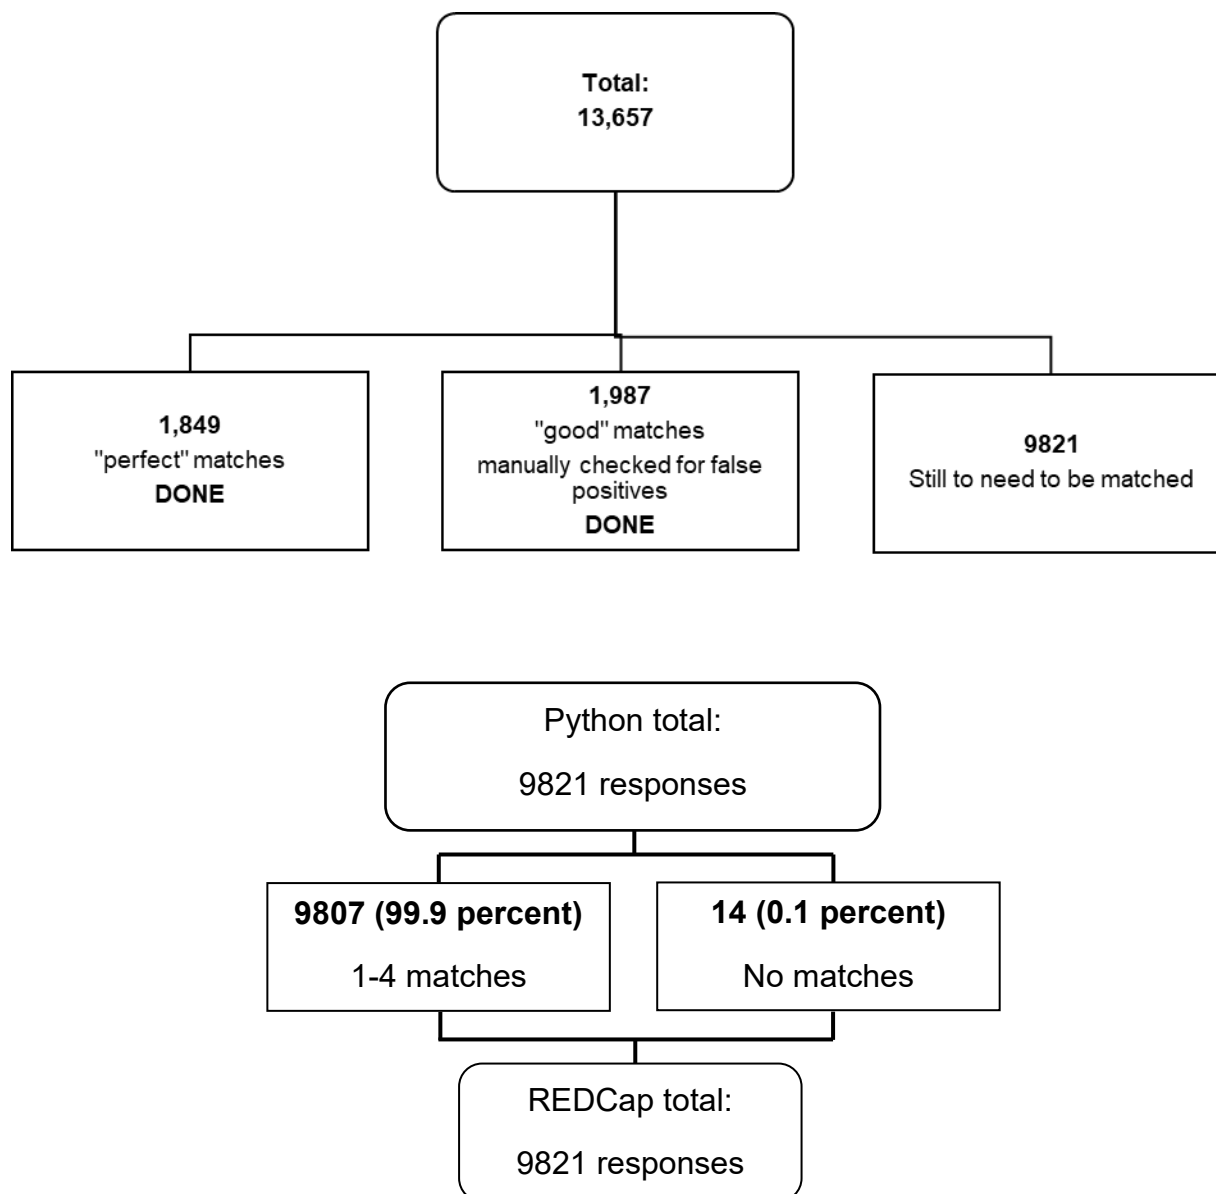 Total:
13,657
1,849
"perfect" matches
DONE
1,987
"good" matches
manually checked for false
positives
DONE
9821
Still to need to be matched
Python total:
9821 responses
9807 (99.9 percent)
1-4 matches
14 (0.1 percent)
No matches
REDCap total:
9821 responses